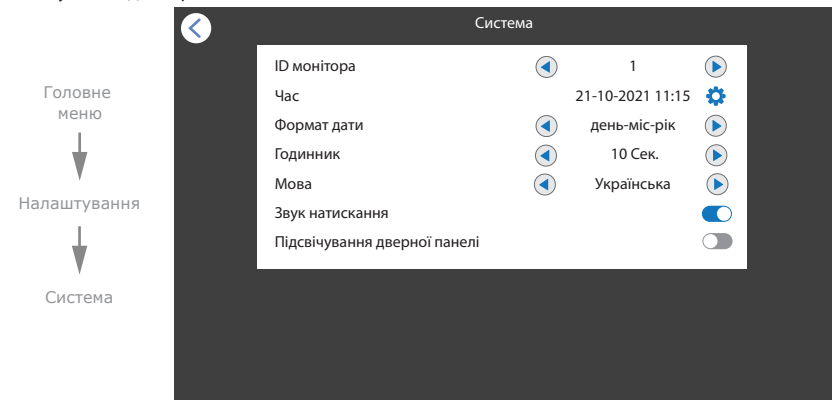 Система
ID монітора 1
Час 21-10-2021 11:15
Формат дати день-міс-рік
Годинник 10 Сек.
Мова Українська
Звук натискання
Підсвічування дверної панелі
Головне
меню
Налаштування
Система